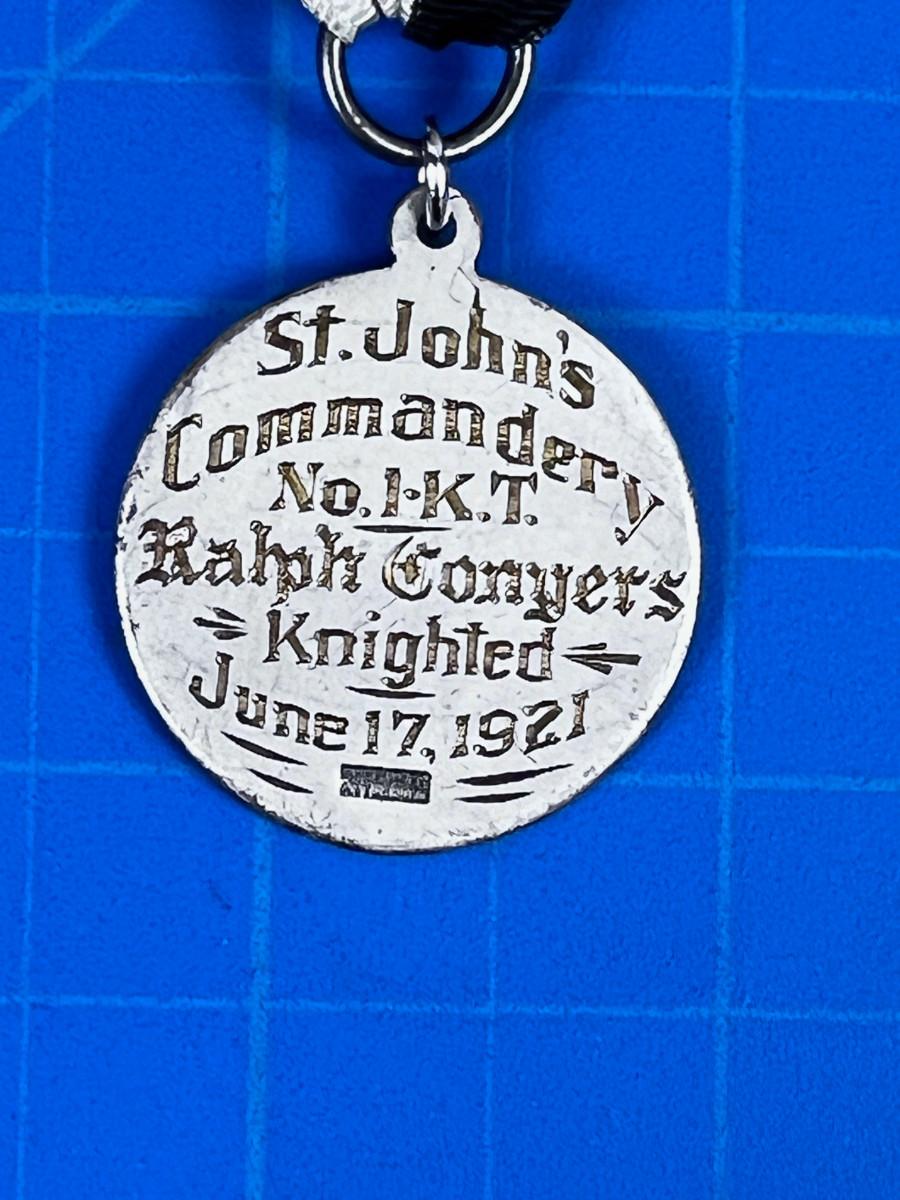 St. John's
Commandery
No. 1·K.T.
Ralph Conyers
Knighted
June 17, 1921